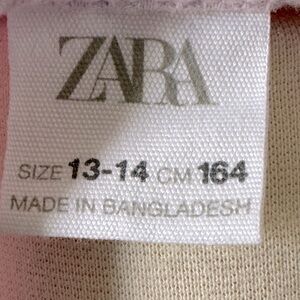 ZARA
SIZE 13-14 CM 164
MADE IN BANGLADESH